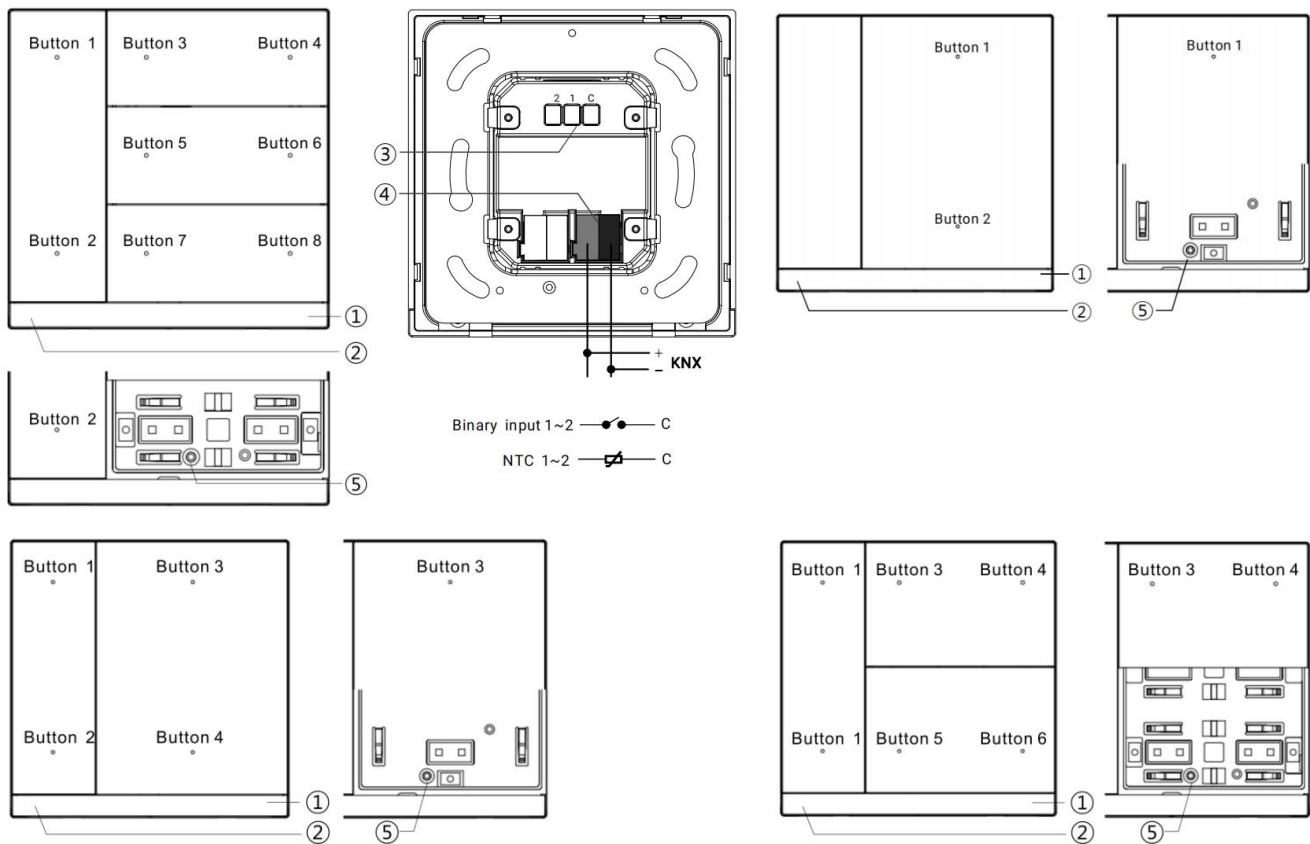 Button 1
Button 3
Button 4
Button 5
Button 6
Button 2
Button 7
Button 8
①
②
Button 2
⑤
2 1 C
③
④
+
KNX
−
Binary input 1~2
C
NTC 1~2
C
Button 1
Button 2
①
②
Button 1
⑤
Button 1
Button 3
Button 2
Button 4
①
②
Button 3
⑤
Button 1
Button 3
Button 4
Button 1
Button 5
Button 6
①
②
Button 3
Button 4
⑤